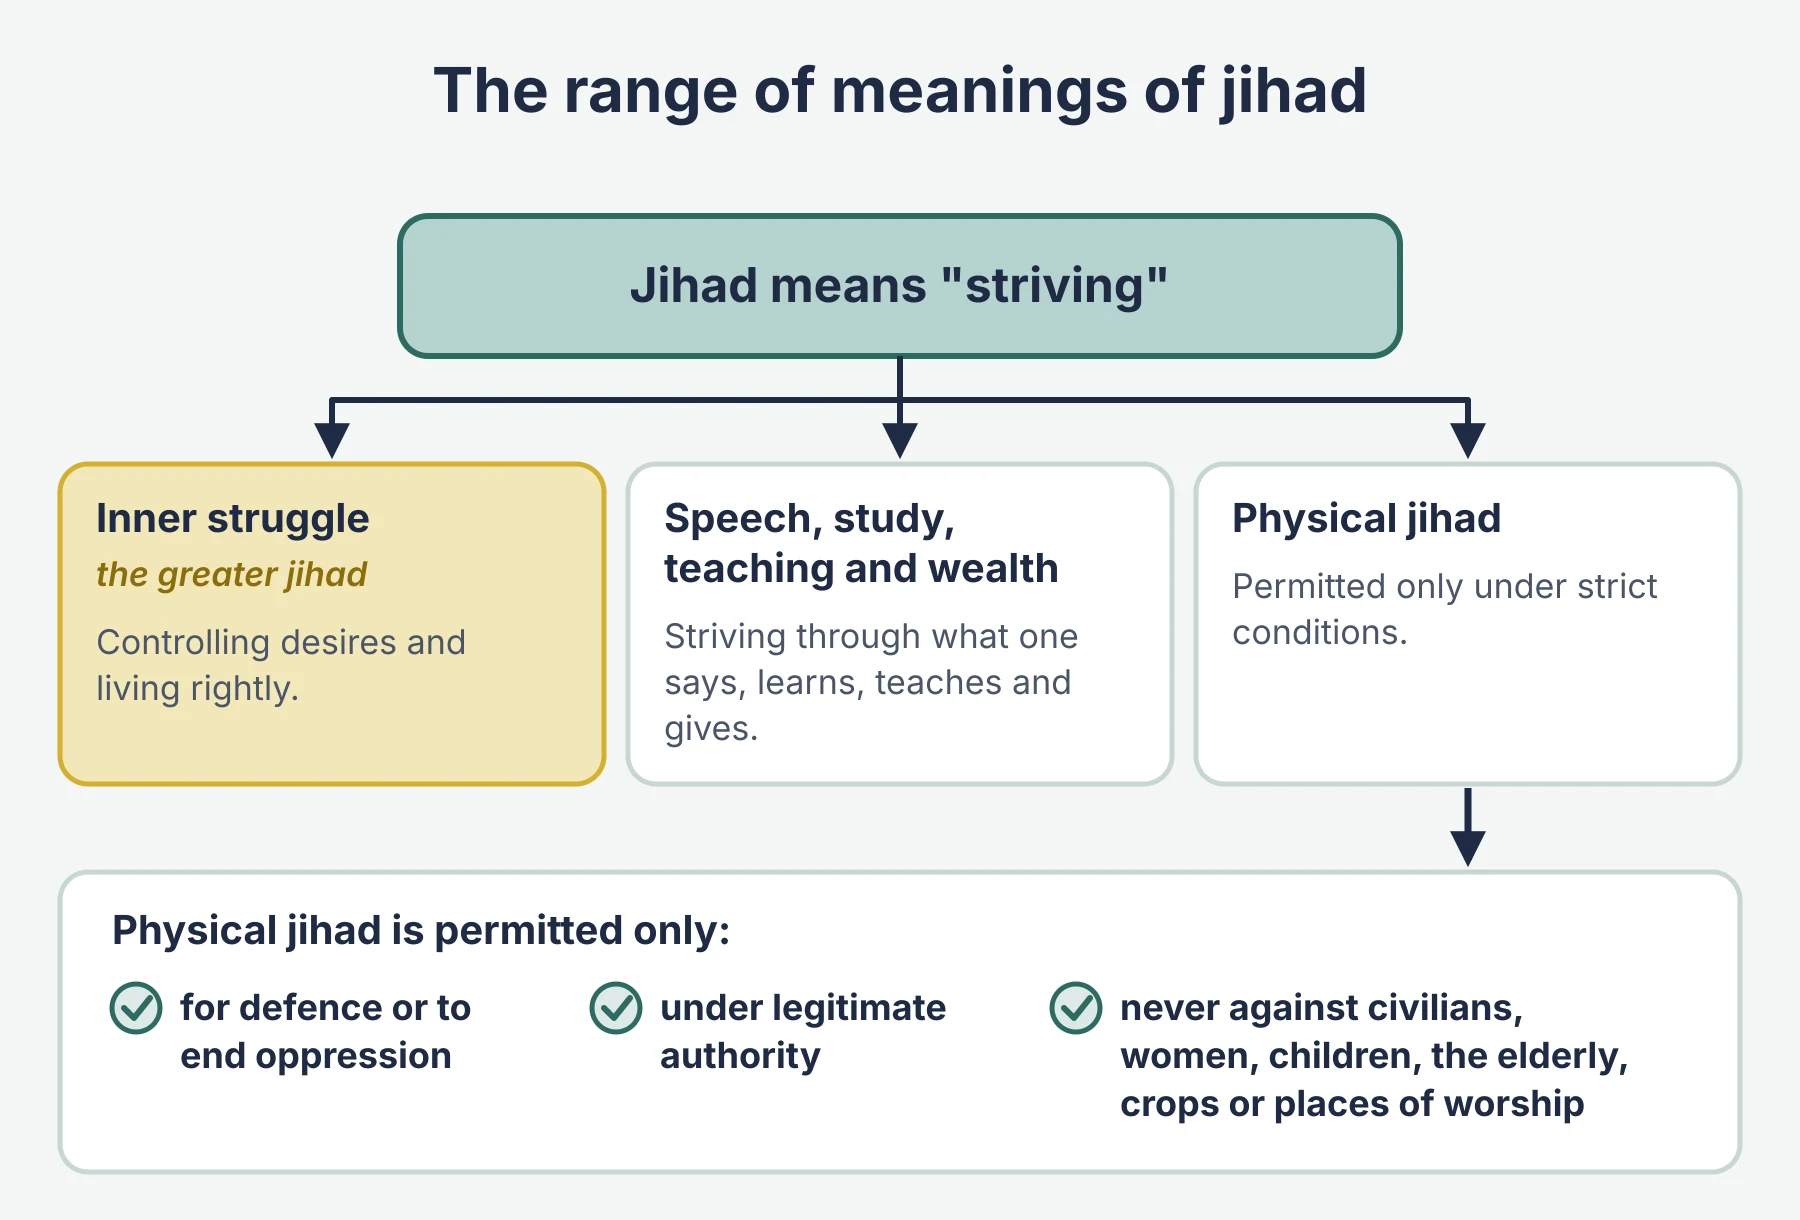 The range of meanings of jihad
Jihad means "striving"
Inner struggle
the greater jihad
Controlling desires and
living rightly.
Speech, study,
teaching and wealth
Striving through what one
says, learns, teaches and
gives.
Physical jihad
Permitted only under strict
conditions.
Physical jihad is permitted only:
for defence or to
end oppression
under legitimate
authority
never against civilians,
women, children, the elderly,
crops or places of worship